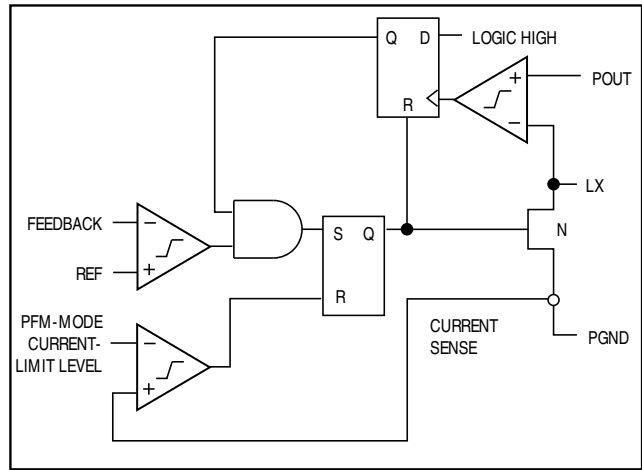 Q D LOGIC HIGH
R
+
−
POUT
LX
FEEDBACK
REF
−
+
S Q
R
N
PFM-MODE
CURRENT-
LIMIT LEVEL
−
+
CURRENT
SENSE
PGND